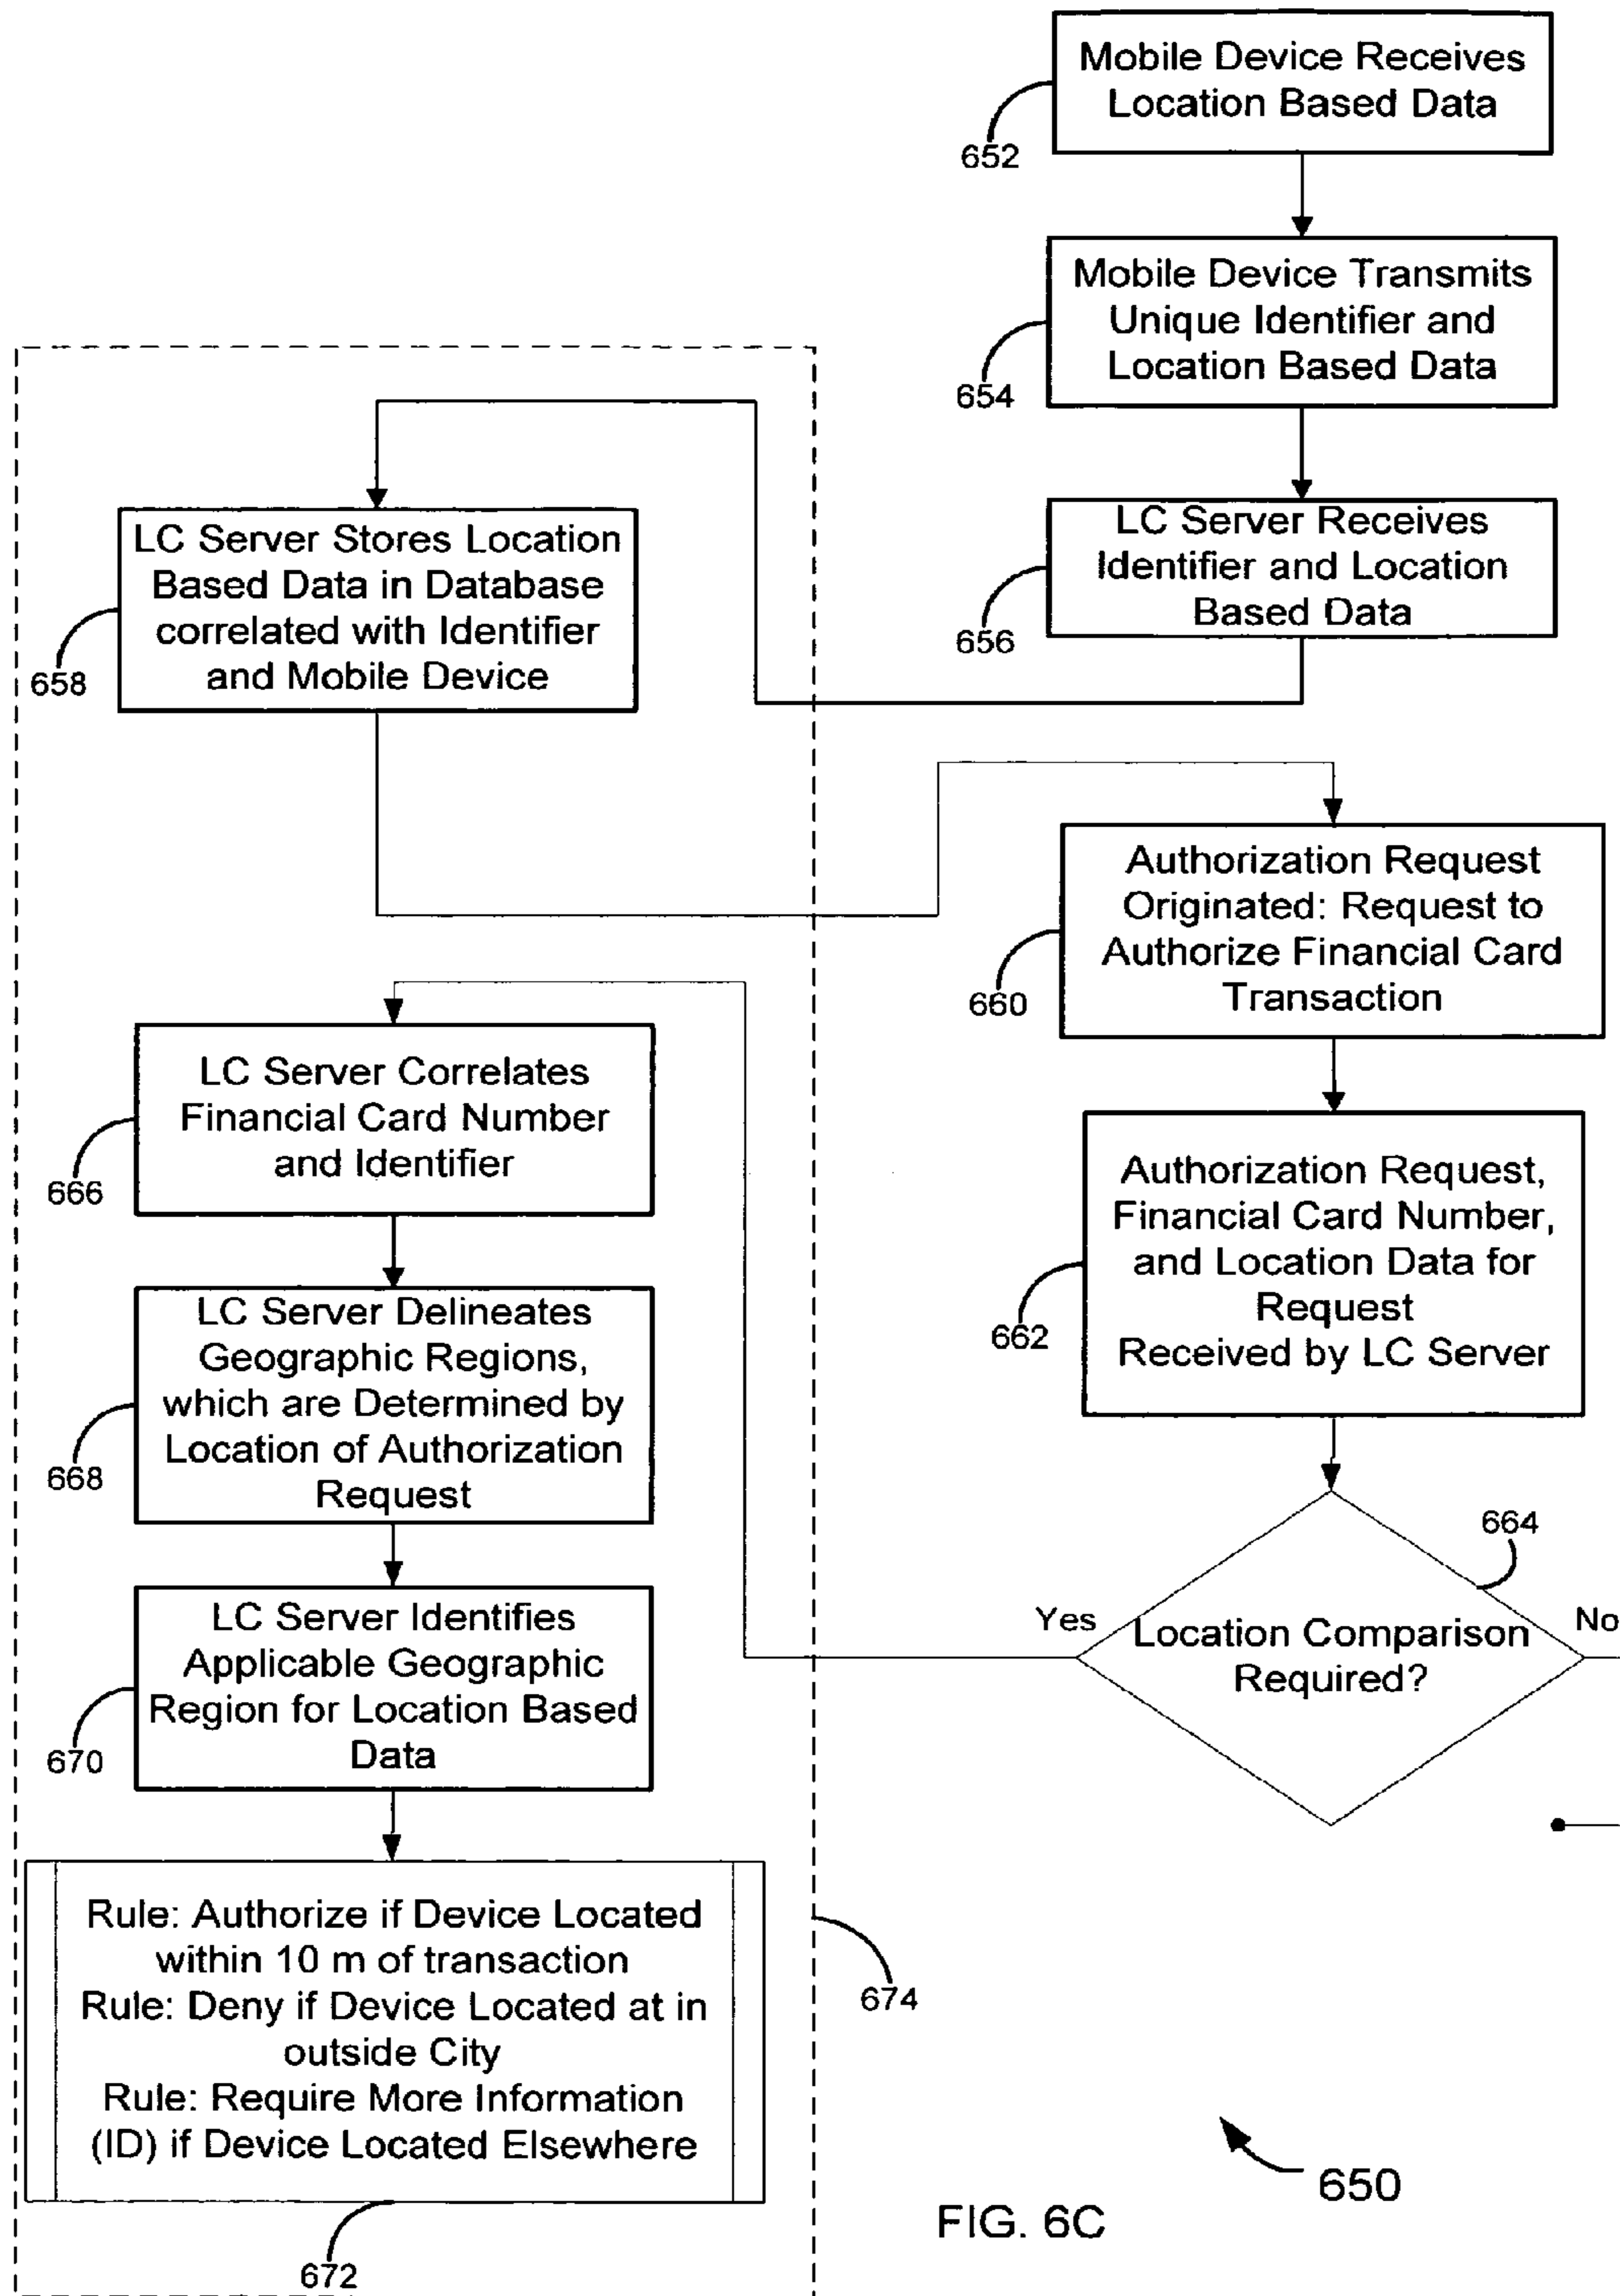 Mobile Device Receives
Location Based Data
652
Mobile Device Transmits
Unique Identifier and
Location Based Data
654
LC Server Receives
Identifier and Location
Based Data
656
LC Server Stores Location
Based Data in Database
correlated with Identifier
and Mobile Device
658
Authorization Request
Originated: Request to
Authorize Financial Card
Transaction
660
Authorization Request,
Financial Card Number,
and Location Data for
Request
Received by LC Server
662
664
Yes
Location Comparison
Required?
No
LC Server Correlates
Financial Card Number
and Identifier
666
LC Server Delineates
Geographic Regions,
which are Determined by
Location of Authorization
Request
668
LC Server Identifies
Applicable Geographic
Region for Location Based
Data
670
Rule: Authorize if Device Located
within 10 m of transaction
Rule: Deny if Device Located at in
outside City
Rule: Require More Information
(ID) if Device Located Elsewhere
672
674
650
FIG. 6C